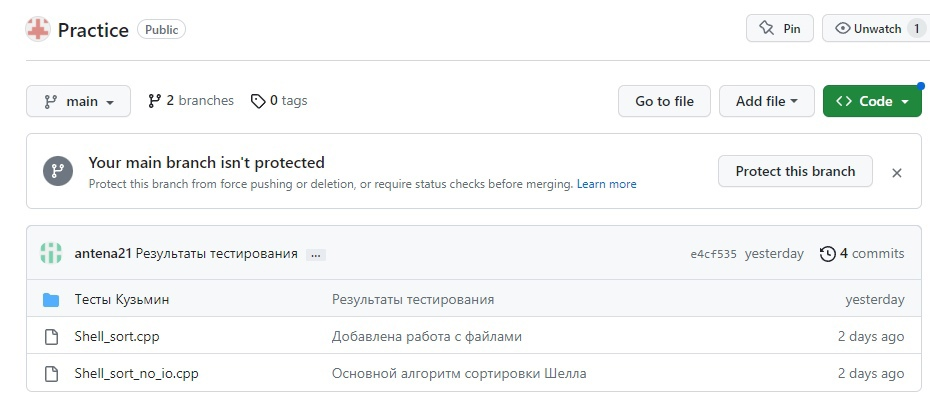 Practice Public Pin Unwatch 1
main 2 branches 0 tags Go to file Add file Code
Your main branch isn't protected
Protect this branch from force pushing or deletion, or require status checks before merging. Learn more
Protect this branch
antena21 Результаты тестирования ... e4cf535 yesterday 4 commits
Тесты Кузьмин Результаты тестирования yesterday
Shell_sort.cpp Добавлена работа с файлами 2 days ago
Shell_sort_no_io.cpp Основной алгоритм сортировки Шелла 2 days ago